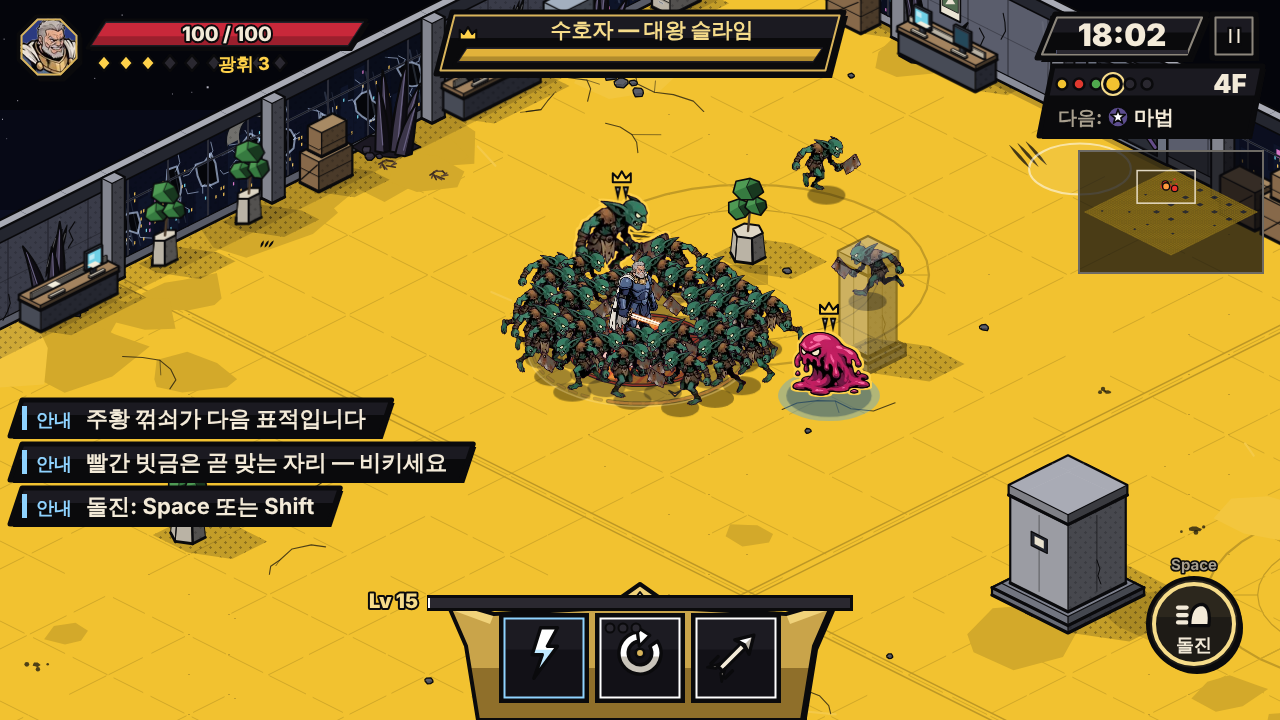 100 / 100
광휘 3
수호자 — 대왕 슬라임
18:02
4F
다음: 마법
안내 주황 꺾쇠가 다음 표적입니다
안내 빨간 빗금은 곧 맞는 자리 — 비키세요
안내 돌진: Space 또는 Shift
Lv 15
Space
돌진